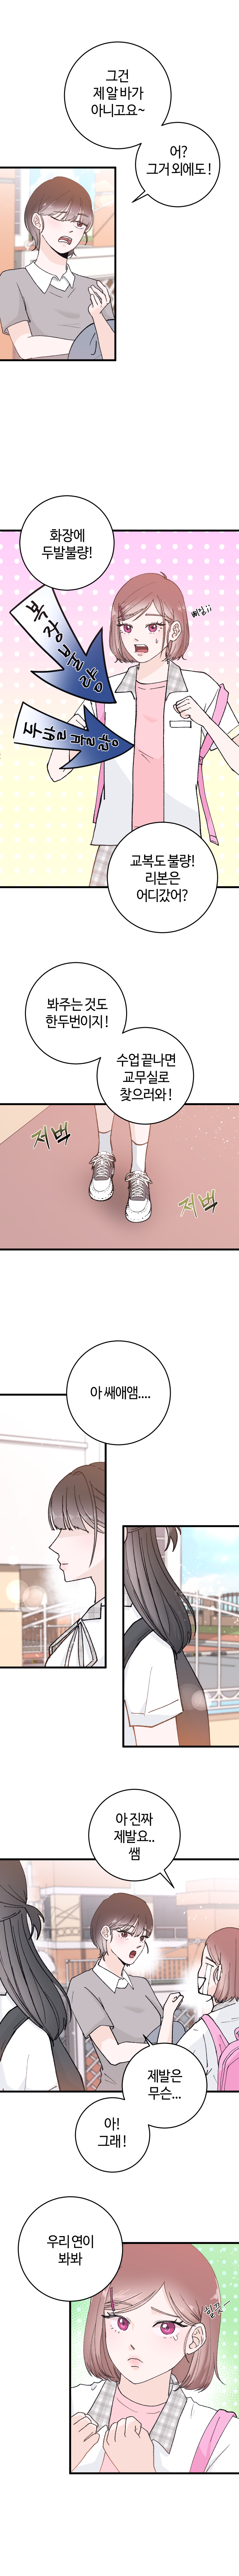 그건
제 알 바가
아니고요~
어?
그거 외에도!
화장에
두발불량!
삐질;;
복장불량
두발불량
교복도 불량!
리본은
어디갔어?
봐주는 것도
한두번이지!
수업 끝나면
교무실로
찾으러와!
저벅
저벅
아 쌔애앰....
아 진짜
제발요..
쌤
제발은
무슨...
아!
그래!
우리 연이
봐봐
힐끗